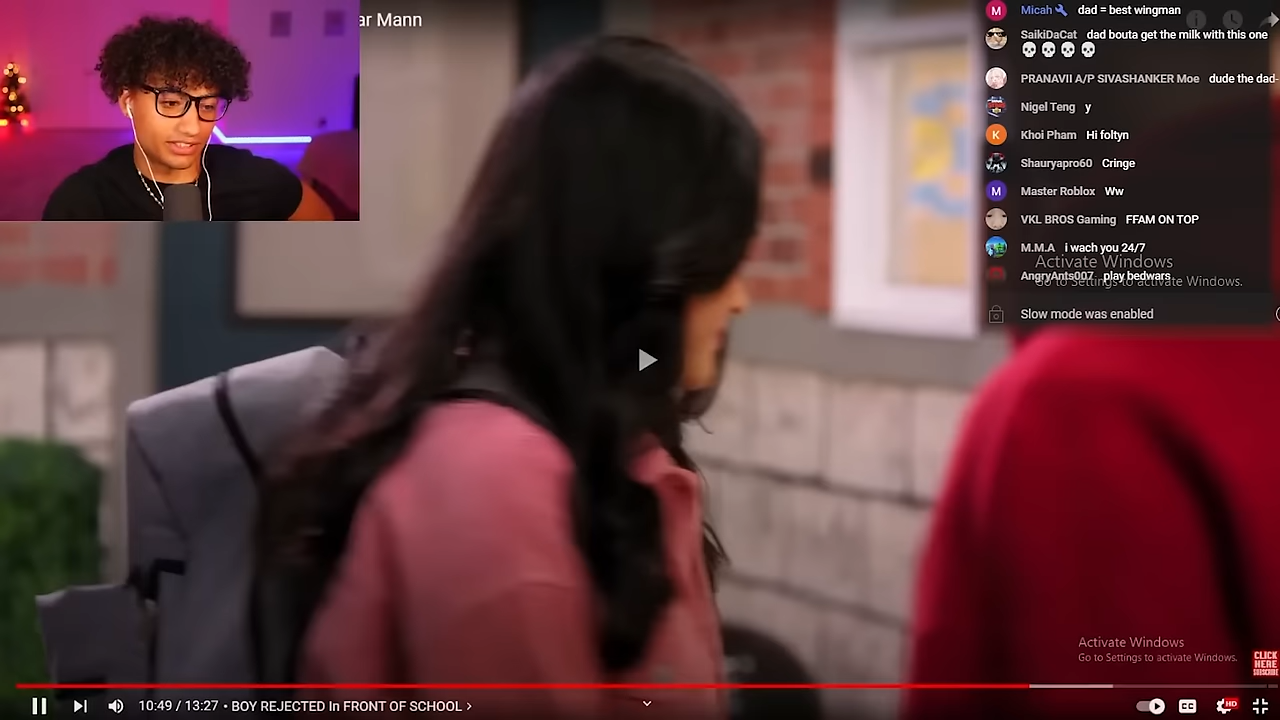 ar Mann
Micah dad = best wingman
SaikiDaCat dad bouta get the milk with this one
PRANAVII A/P SIVASHANKER Moe dude the dad-
Nigel Teng y
K Khoi Pham Hi foltyn
Shauryapro60 Cringe
M Master Roblox Ww
VKL BROS Gaming FFAM ON TOP
M.M.A i wach you 24/7
Activate Windows
AngryAnts007 play bedwars
Go to Settings to activate Windows.
Slow mode was enabled
Activate Windows
Go to Settings to activate Windows.
CLICK
HERE
SUBSCRIBE
10:49 / 13:27 • BOY REJECTED In FRONT OF SCHOOL
CC
HD